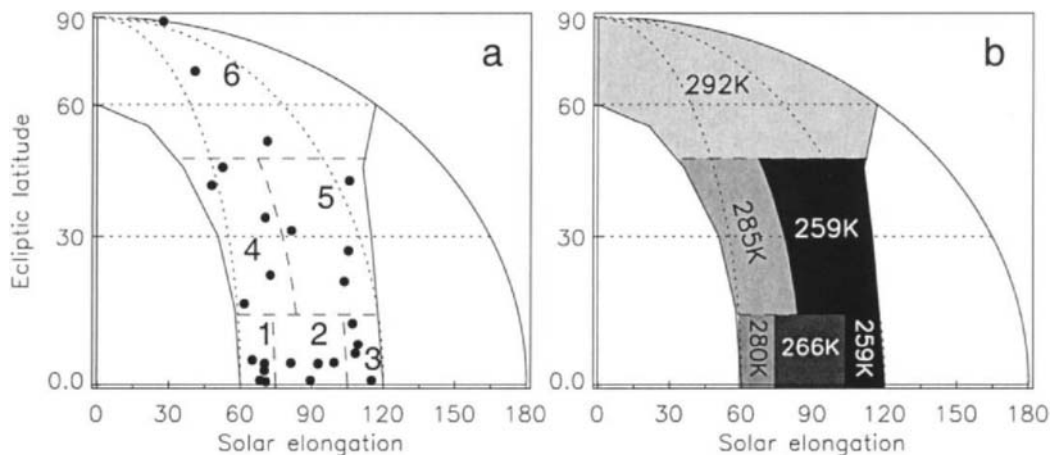 a
90
60
30
0.0
Ecliptic latitude
6
5
4
1
2
3
0 30 60 90 120 150 180
Solar elongation
b
90
60
30
0.0
292K
285K
259K
280K
266K
259K
0 30 60 90 120 150 180
Solar elongation